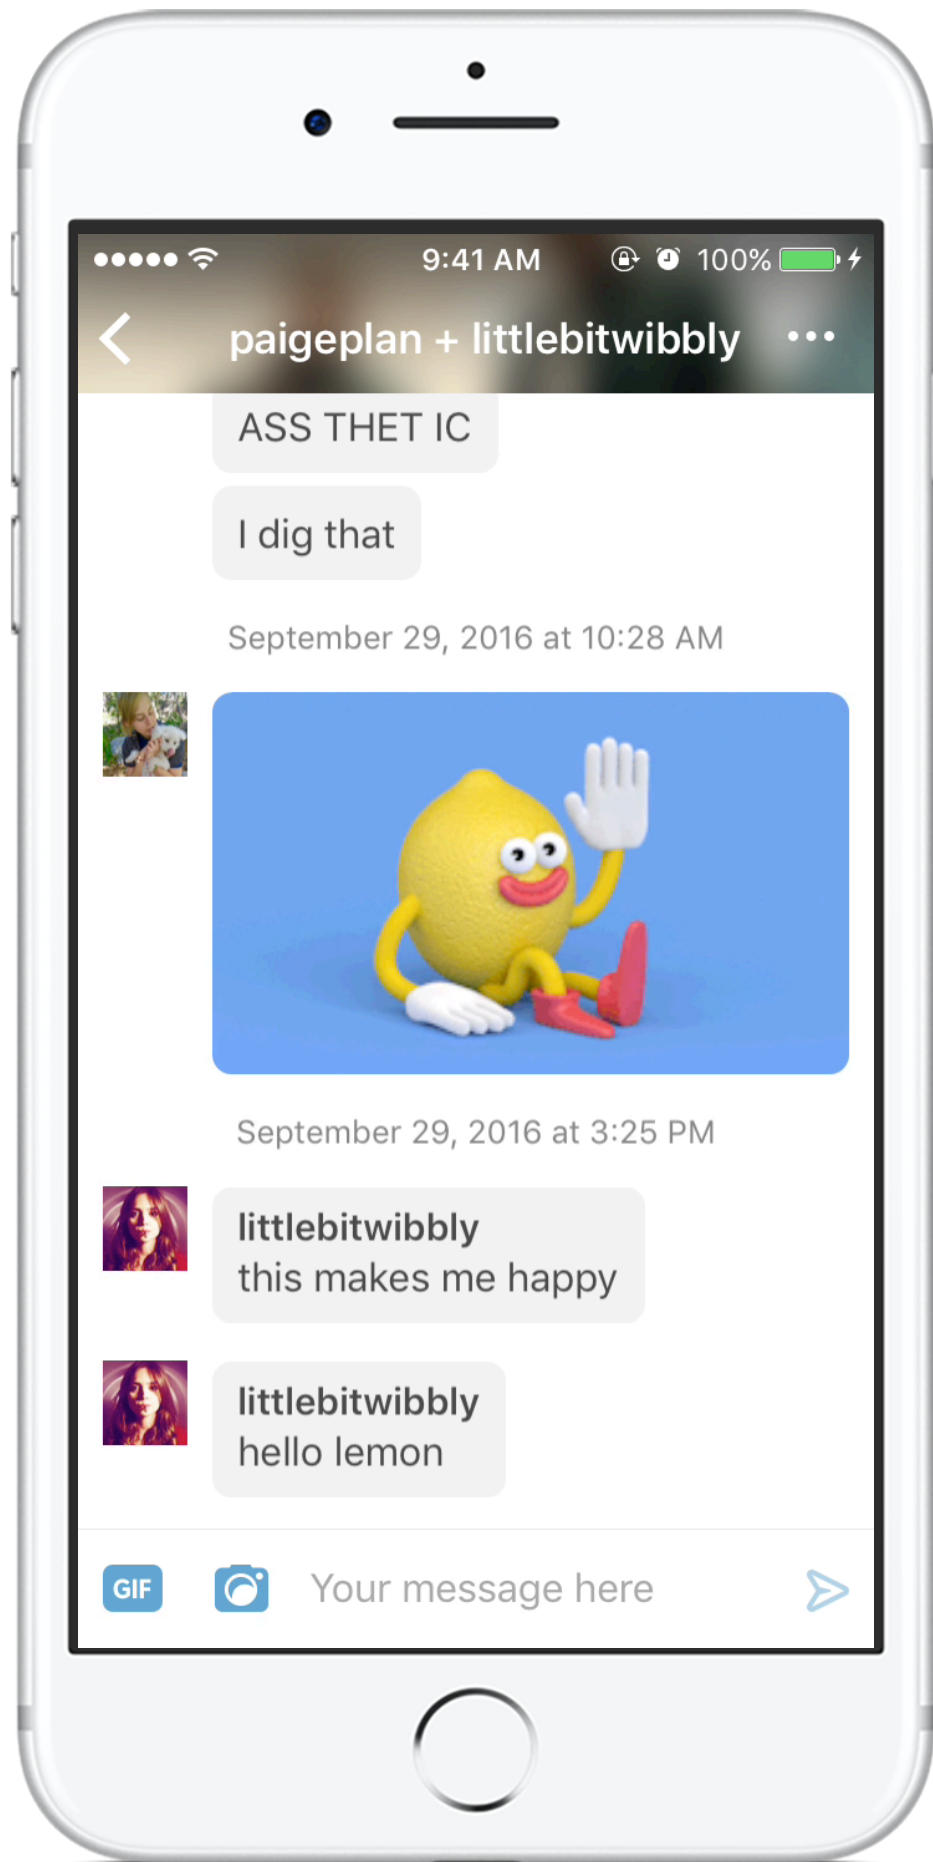 9:41 AM 100%
paigeplan + littlebitwibbly
ASS THET IC
I dig that
September 29, 2016 at 10:28 AM
September 29, 2016 at 3:25 PM
littlebitwibbly
this makes me happy
littlebitwibbly
hello lemon
GIF Your message here